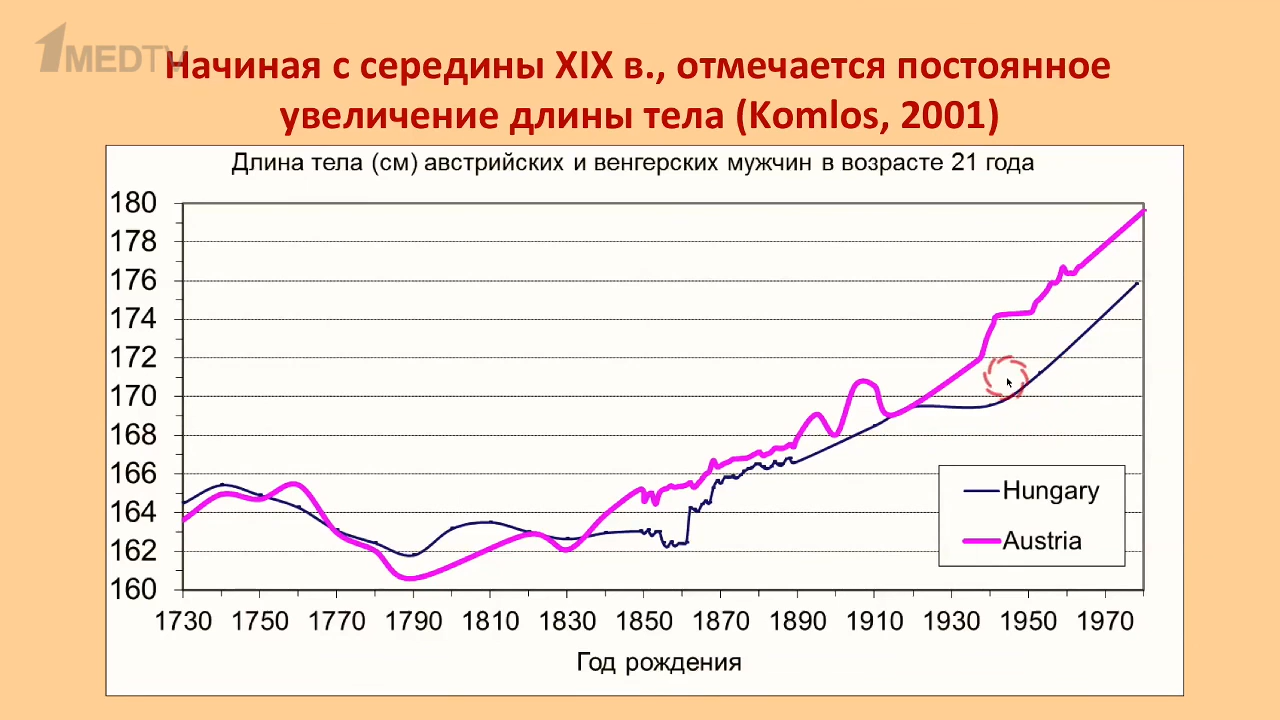 1MEDTV
Начиная с середины XIX в., отмечается постоянное
увеличение длины тела (Komlos, 2001)
Длина тела (см) австрийских и венгерских мужчин в возрасте 21 года
180
178
176
174
172
170
168
166
164
162
160
Hungary
Austria
1730 1750 1770 1790 1810 1830 1850 1870 1890 1910 1930 1950 1970
Год рождения